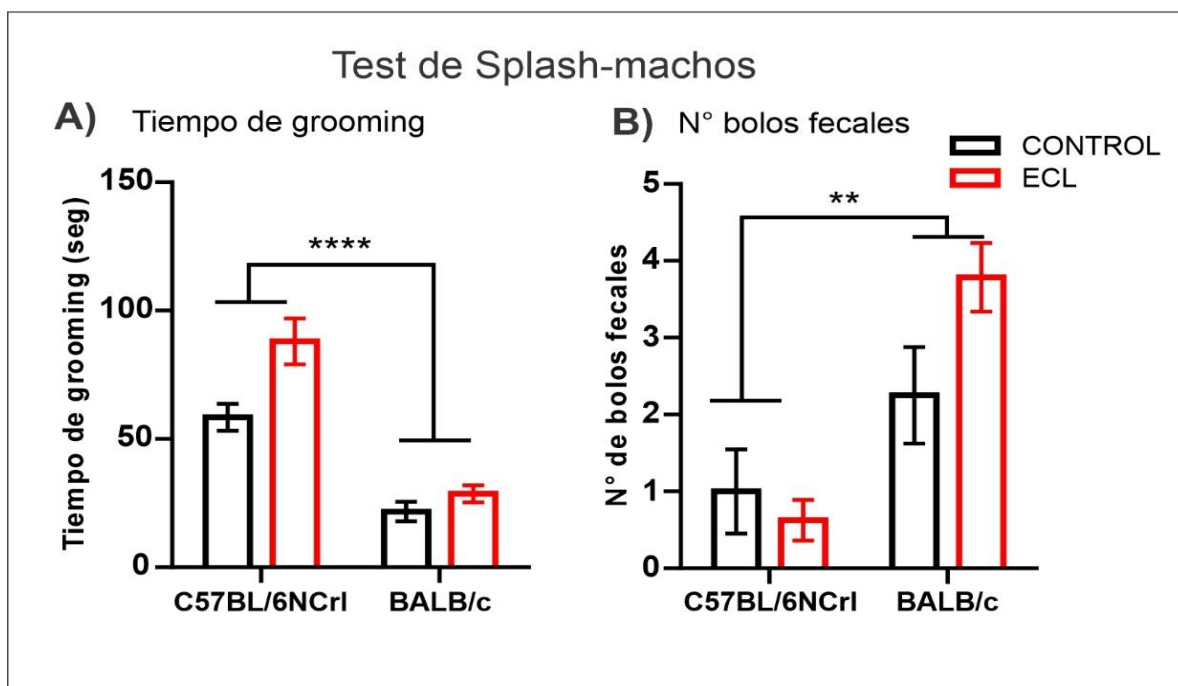 Test de Splash-machos
A) Tiempo de grooming
Tiempo de grooming (seg)
150
100
50
0
****
C57BL/6NCrl
BALB/c
B) N° bolos fecales
CONTROL
ECL
N° de bolos fecales
5
4
3
2
1
0
**
C57BL/6NCrl
BALB/c